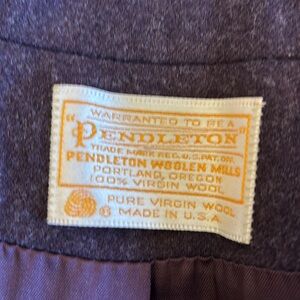 WARRANTED TO BE A
"PENDLETON"
TRADE MARK REG. U.S. PAT. OFF.
PENDLETON WOOLEN MILLS
PORTLAND, OREGON
100% VIRGIN WOOL
PURE VIRGIN WOOL
® MADE IN U.S.A.